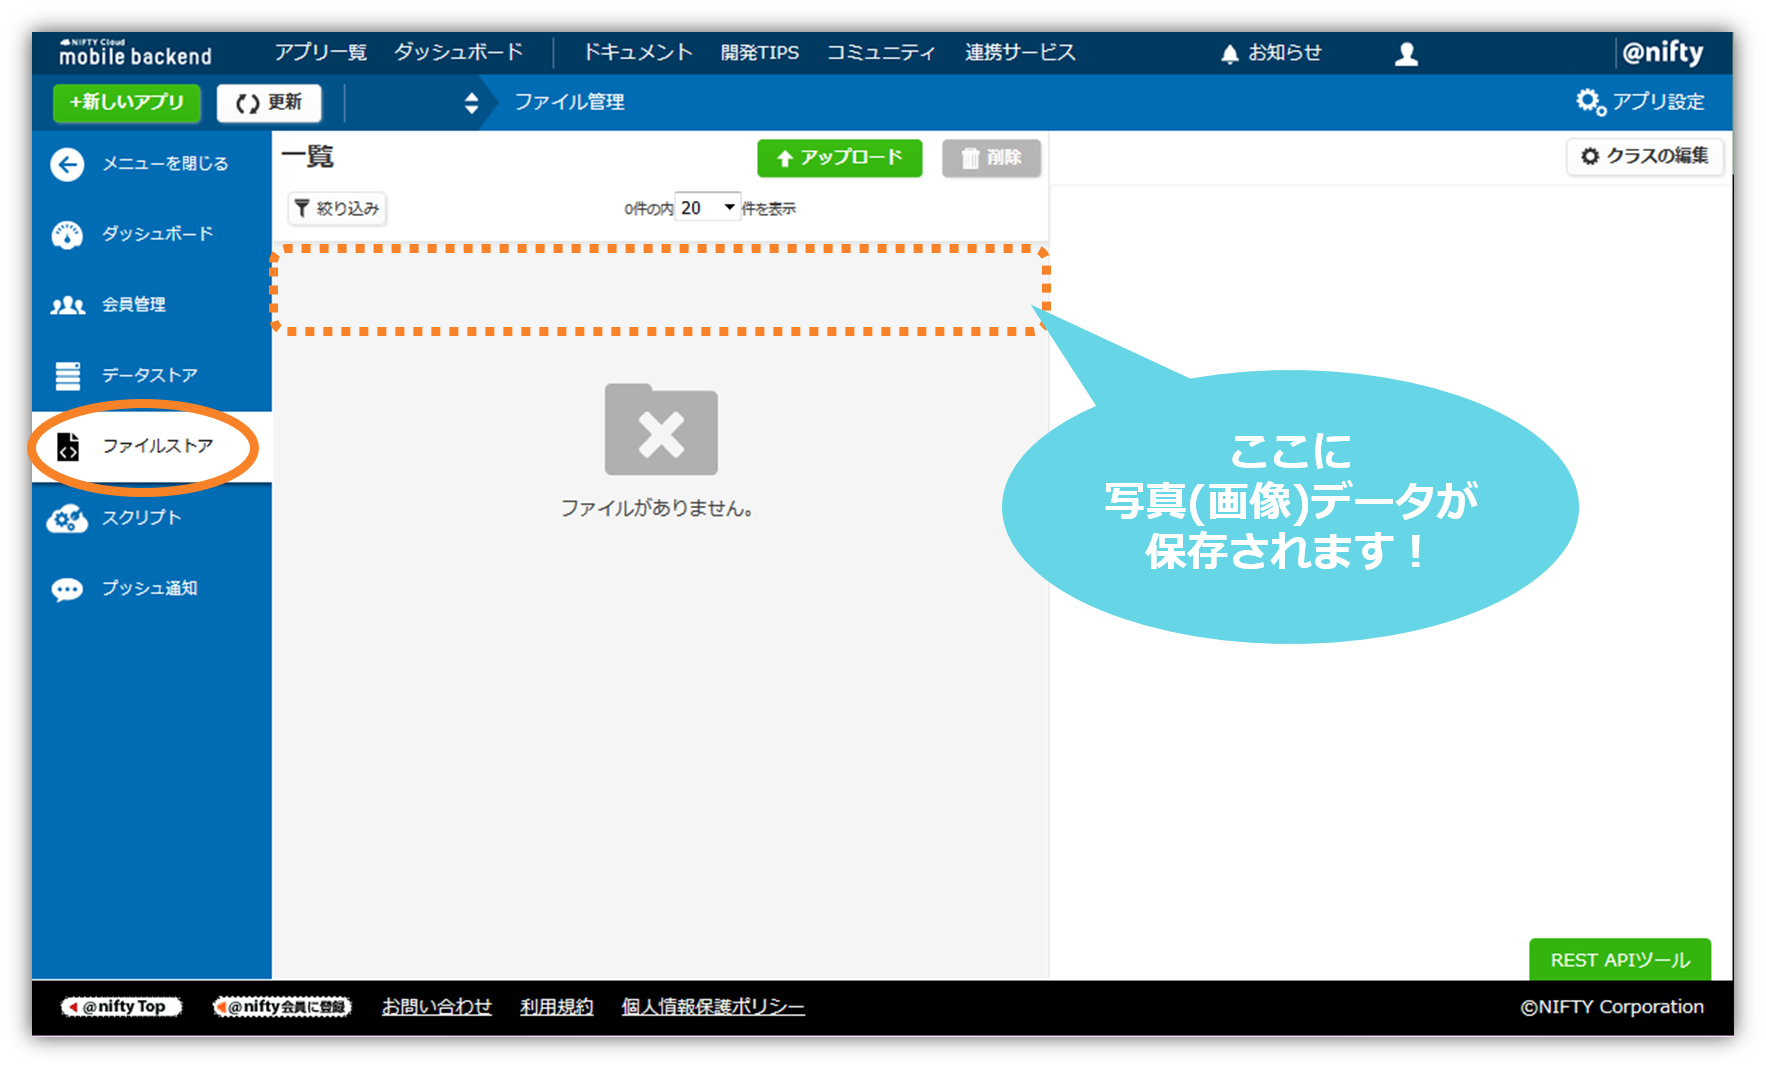 NIFTY Cloud
mobile backend
アプリ一覧 ダッシュボード ドキュメント 開発TIPS コミュニティ 連携サービス お知らせ @nifty
+新しいアプリ 更新 ファイル管理 アプリ設定
メニューを閉じる
ダッシュボード
会員管理
データストア
ファイルストア
スクリプト
プッシュ通知
一覧 アップロード 削除 クラスの編集
絞り込み 0件の内 20 件を表示
ファイルがありません。
ここに
写真(画像)データが
保存されます！
REST APIツール
@nifty Top @nifty会員に登録 お問い合わせ 利用規約 個人情報保護ポリシー ©NIFTY Corporation